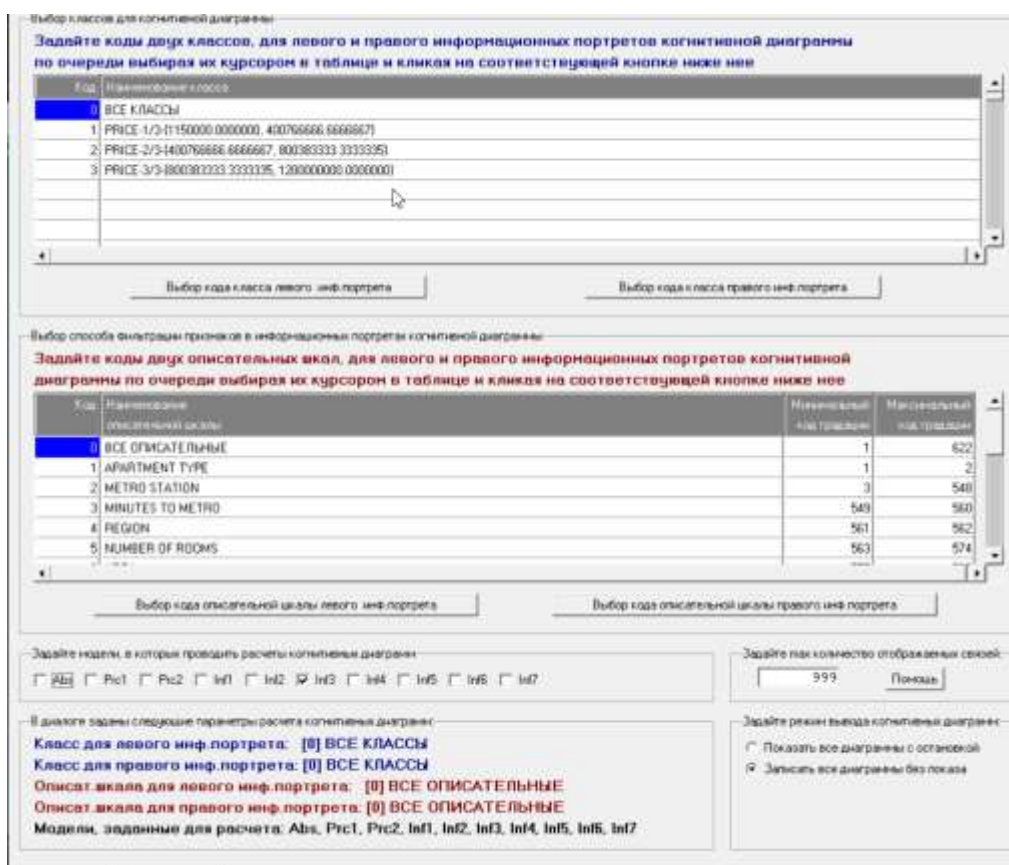 Выбор классов для когнитивной диаграммы
Задайте коды двух классов, для левого и правого информационных портретов когнитивной диаграммы
по очереди выбирая их курсором в таблице и кликая на соответствующей кнопке ниже нее
Код Наименование класса
0 ВСЕ КЛАССЫ
1 PRICE-1/3-{1150000.0000000, 400766666.6666667}
2 PRICE-2/3-{400766666.6666667, 800383333.3333335}
3 PRICE-3/3-{800383333.3333335, 1200000000.0000000}
Выбор кода класса левого инф.портрета Выбор кода класса правого инф.портрета
Выбор способа фильтрации признаков в информационных портретах когнитивной диаграммы
Задайте коды двух описательных шкал, для левого и правого информационных портретов когнитивной
диаграммы по очереди выбирая их курсором в таблице и кликая на соответствующей кнопке ниже нее
Код Наименование описательной шкалы Минимальный код градации Максимальный код градации
0 ВСЕ ОПИСАТЕЛЬНЫЕ 1 622
1 APARTMENT TYPE 1 2
2 METRO STATION 3 548
3 MINUTES TO METRO 549 560
4 REGION 561 562
5 NUMBER OF ROOMS 563 574
Выбор кода описательной шкалы левого инф.портрета Выбор кода описательной шкалы правого инф.портрета
Задайте модели, в которых проводить расчеты когнитивных диаграмм Задайте max количество отображаемых связей:
Abs Prc1 Prc2 Inf1 Inf2 Inf3 Inf4 Inf5 Inf6 Inf7 999 Помощь
В диалоге заданы следующие параметры расчета когнитивных диаграмм: Задайте режим вывода когнитивных диаграмм:
Класс для левого инф.портрета: [0] ВСЕ КЛАССЫ Показать все диаграммы с остановкой
Класс для правого инф.портрета: [0] ВСЕ КЛАССЫ Записать все диаграммы без показа
Описат.шкала для левого инф.портрета: [0] ВСЕ ОПИСАТЕЛЬНЫЕ
Описат.шкала для правого инф.портрета: [0] ВСЕ ОПИСАТЕЛЬНЫЕ
Модели, заданные для расчета: Abs, Prc1, Prc2, Inf1, Inf2, Inf3, Inf4, Inf5, Inf6, Inf7